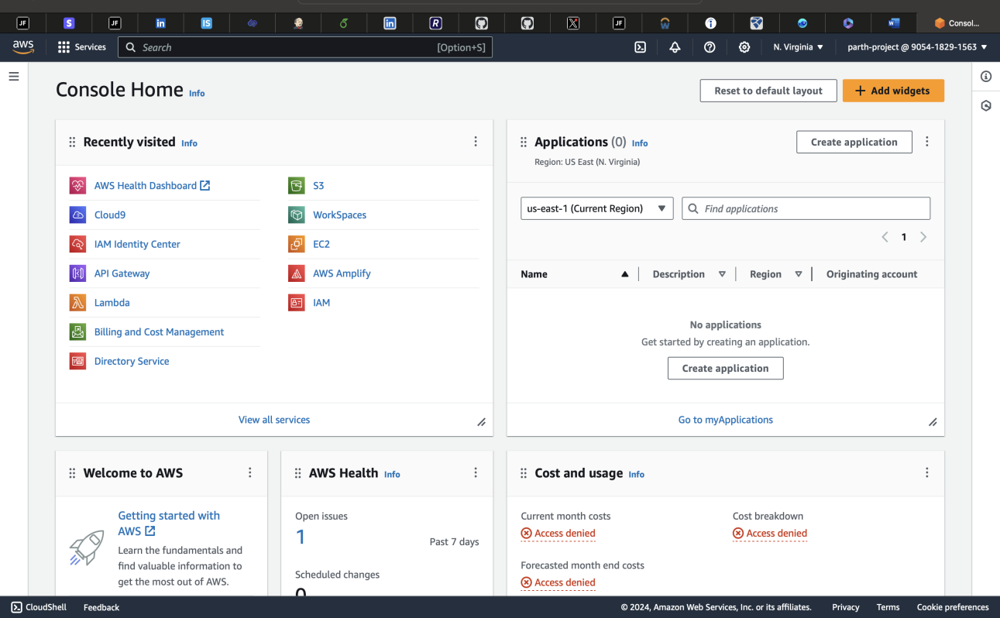 JF
S
JF
in
IS
in
R
X
JF
W
Consol...
aws
Services
Search
[Option+S]
N. Virginia
parth-project @ 9054-1829-1563
Console Home Info
Reset to default layout
Add widgets
Recently visited Info
AWS Health Dashboard
Cloud9
IAM Identity Center
API Gateway
Lambda
Billing and Cost Management
Directory Service
S3
WorkSpaces
EC2
AWS Amplify
IAM
View all services
Applications (0) Info
Region: US East (N. Virginia)
Create application
us-east-1 (Current Region)
Find applications
1
Name
Description
Region
Originating account
No applications
Get started by creating an application.
Create application
Go to myApplications
Welcome to AWS
Getting started with
AWS
Learn the fundamentals and
find valuable information to
get the most out of AWS.
AWS Health Info
Open issues
1
Past 7 days
Scheduled changes
0
Cost and usage Info
Current month costs
Access denied
Forecasted month end costs
Access denied
Cost breakdown
Access denied
CloudShell
Feedback
© 2024, Amazon Web Services, Inc. or its affiliates.
Privacy
Terms
Cookie preferences